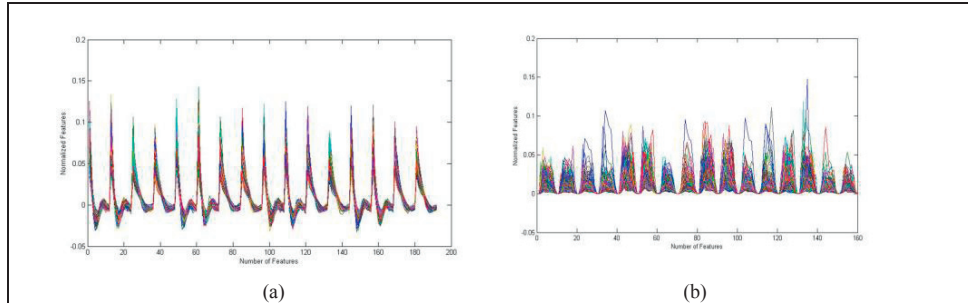 0.2
0.15
0.1
0.05
0
-0.05
Normalized Features
0 20 40 60 80 100 120 140 160 180 200
Number of Features
(a)
0.2
0.15
0.1
0.05
0
-0.05
Normalized Features
0 20 40 60 80 100 120 140 160
Number of Features
(b)